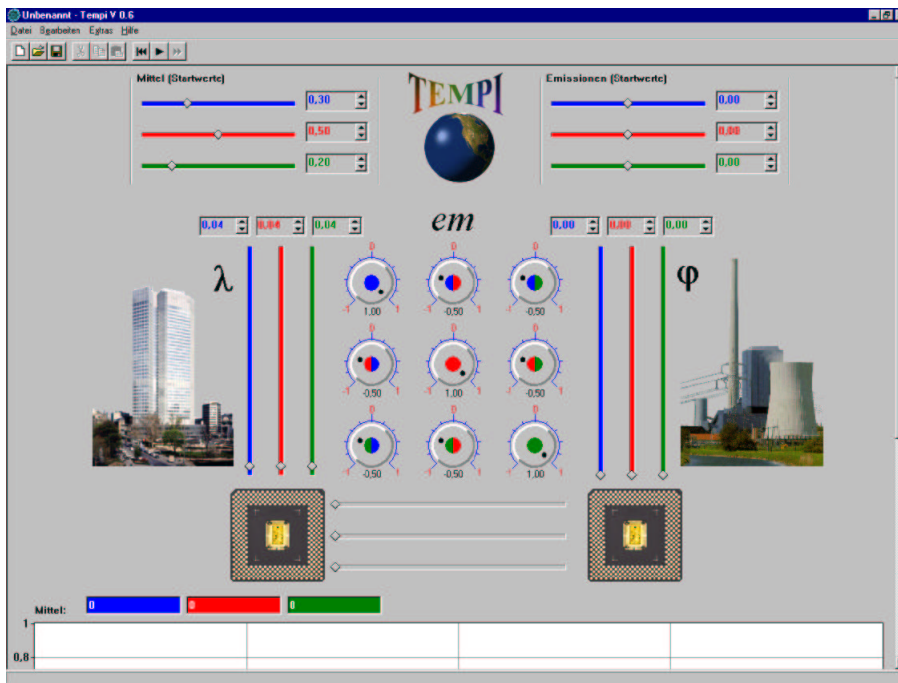 Unbenannt - Tempi V 0.6
Datei Bearbeiten Extras Hilfe
Mittel (Startwerte)
TEMPI
Emissionen (Startwerte)
0,30
0,00
0,50
0,00
0,20
0,00
em
0,04 0,04 0,04
0,00 0,00 0,00
λ
φ
0 0 0
-1 1.00 1 -1 -0,50 1 -1 -0,50 1
0 0 0
-1 -0,50 1 -1 1.00 1 -1 -0,50 1
0 0 0
-1 -0,50 1 -1 -0,50 1 -1 1,00 1
Mittel: 0 0 0
1
0,8